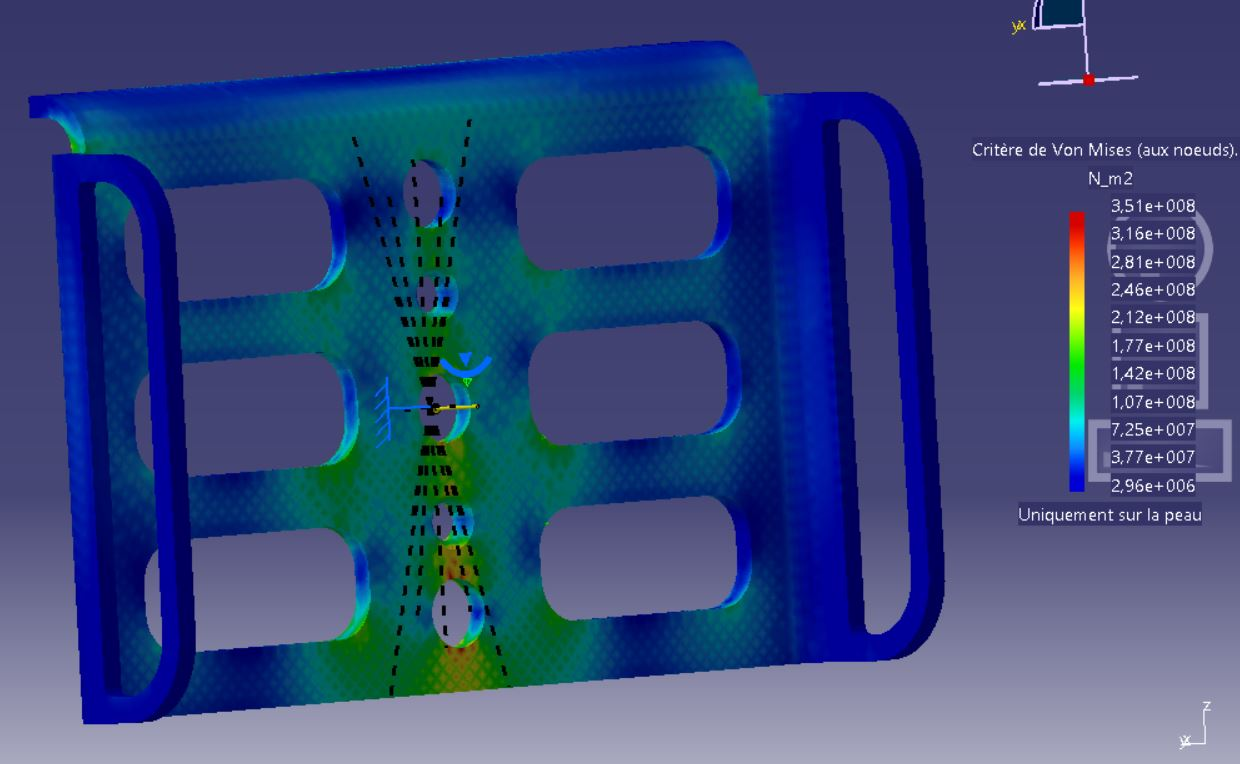 yx
Critère de Von Mises (aux noeuds).
N_m2
3,51e+008
3,16e+008
2,81e+008
2,46e+008
2,12e+008
1,77e+008
1,42e+008
1,07e+008
7,25e+007
3,77e+007
2,96e+006
Uniquement sur la peau
z
yx